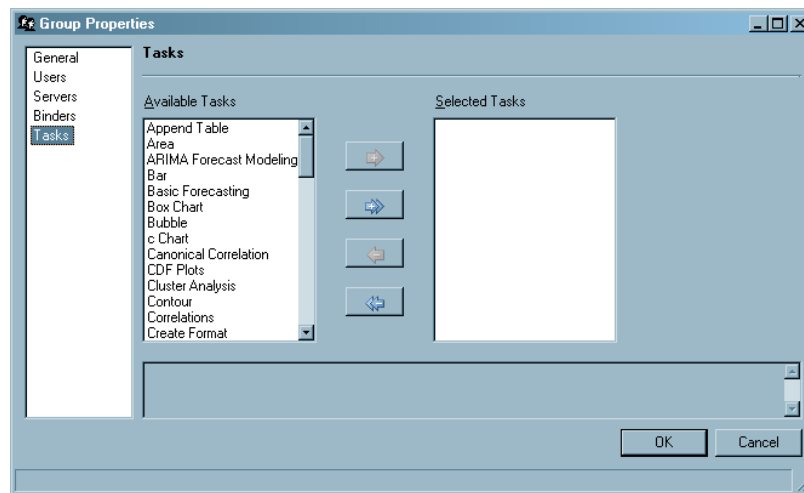 Group Properties
General
Users
Servers
Binders
Tasks
Tasks
Available Tasks
Append Table
Area
ARIMA Forecast Modeling
Bar
Basic Forecasting
Box Chart
Bubble
c Chart
Canonical Correlation
CDF Plots
Cluster Analysis
Contour
Correlations
Create Format
Selected Tasks
OK
Cancel